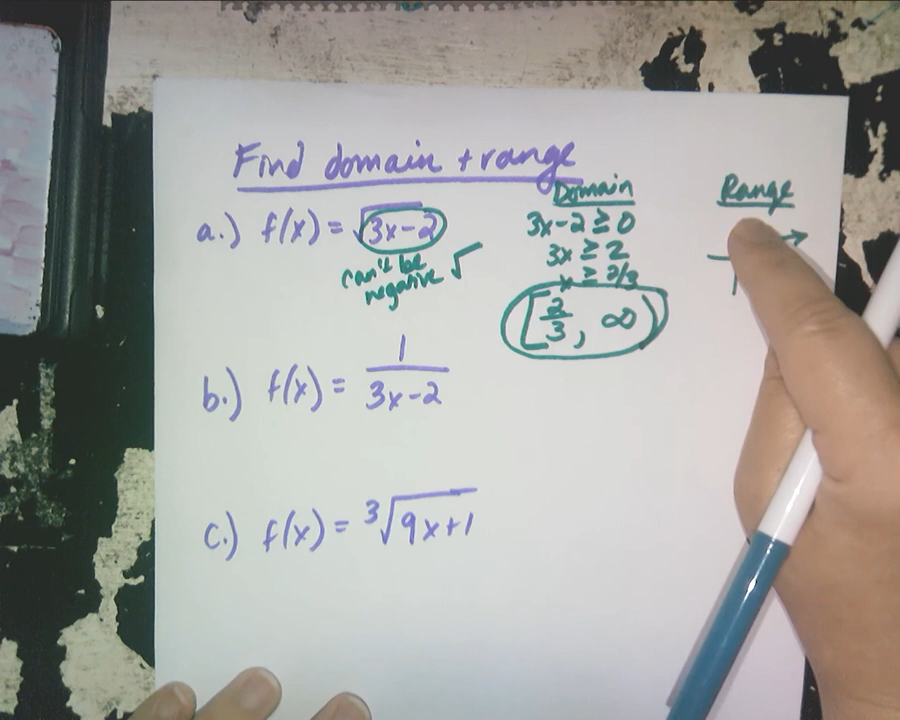 Find domain + range
a.) f(x) = √3x-2
can't be
negative √
Domain
3x-2 ≥ 0
3x ≥ 2
x ≥ 2/3
[2/3, ∞)
Range
b.) f(x) = 1/3x-2
c.) f(x) = ³√9x+1